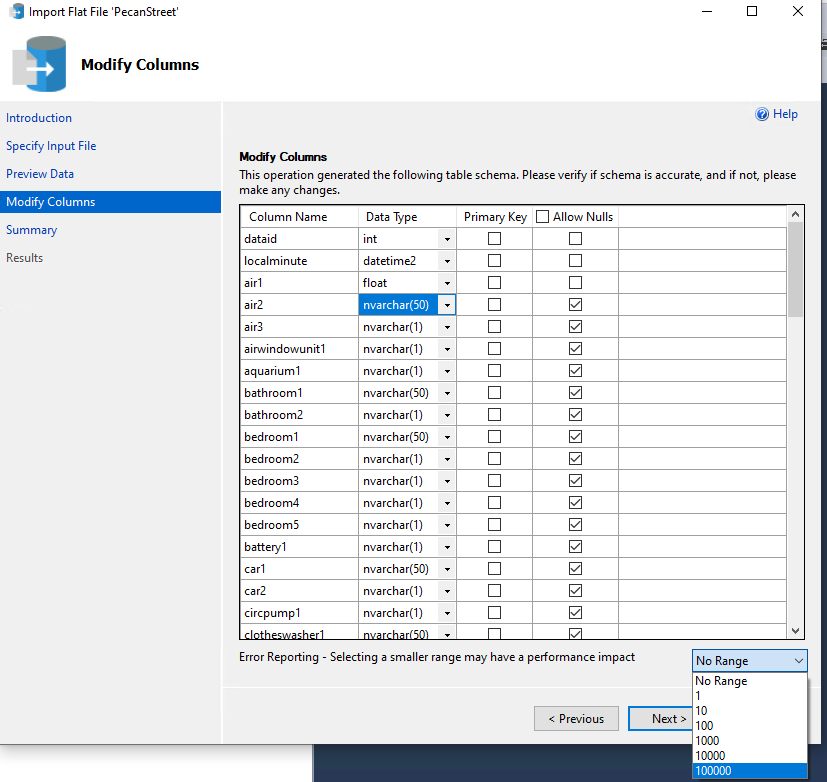 Import Flat File 'PecanStreet'
Modify Columns
Introduction
Specify Input File
Preview Data
Modify Columns
Summary
Results
Help
Modify Columns
This operation generated the following table schema. Please verify if schema is accurate, and if not, please
make any changes.
Column Name Data Type Primary Key Allow Nulls
dataid int
localminute datetime2
air1 float
air2 nvarchar(50)
air3 nvarchar(1)
airwindowunit1 nvarchar(1)
aquarium1 nvarchar(1)
bathroom1 nvarchar(50)
bathroom2 nvarchar(1)
bedroom1 nvarchar(50)
bedroom2 nvarchar(1)
bedroom3 nvarchar(1)
bedroom4 nvarchar(1)
bedroom5 nvarchar(1)
battery1 nvarchar(1)
car1 nvarchar(50)
car2 nvarchar(1)
circpump1 nvarchar(1)
clotheswasher1 nvarchar(50)
Error Reporting - Selecting a smaller range may have a performance impact
No Range
No Range
1
10
100
1000
10000
100000
< Previous
Next >